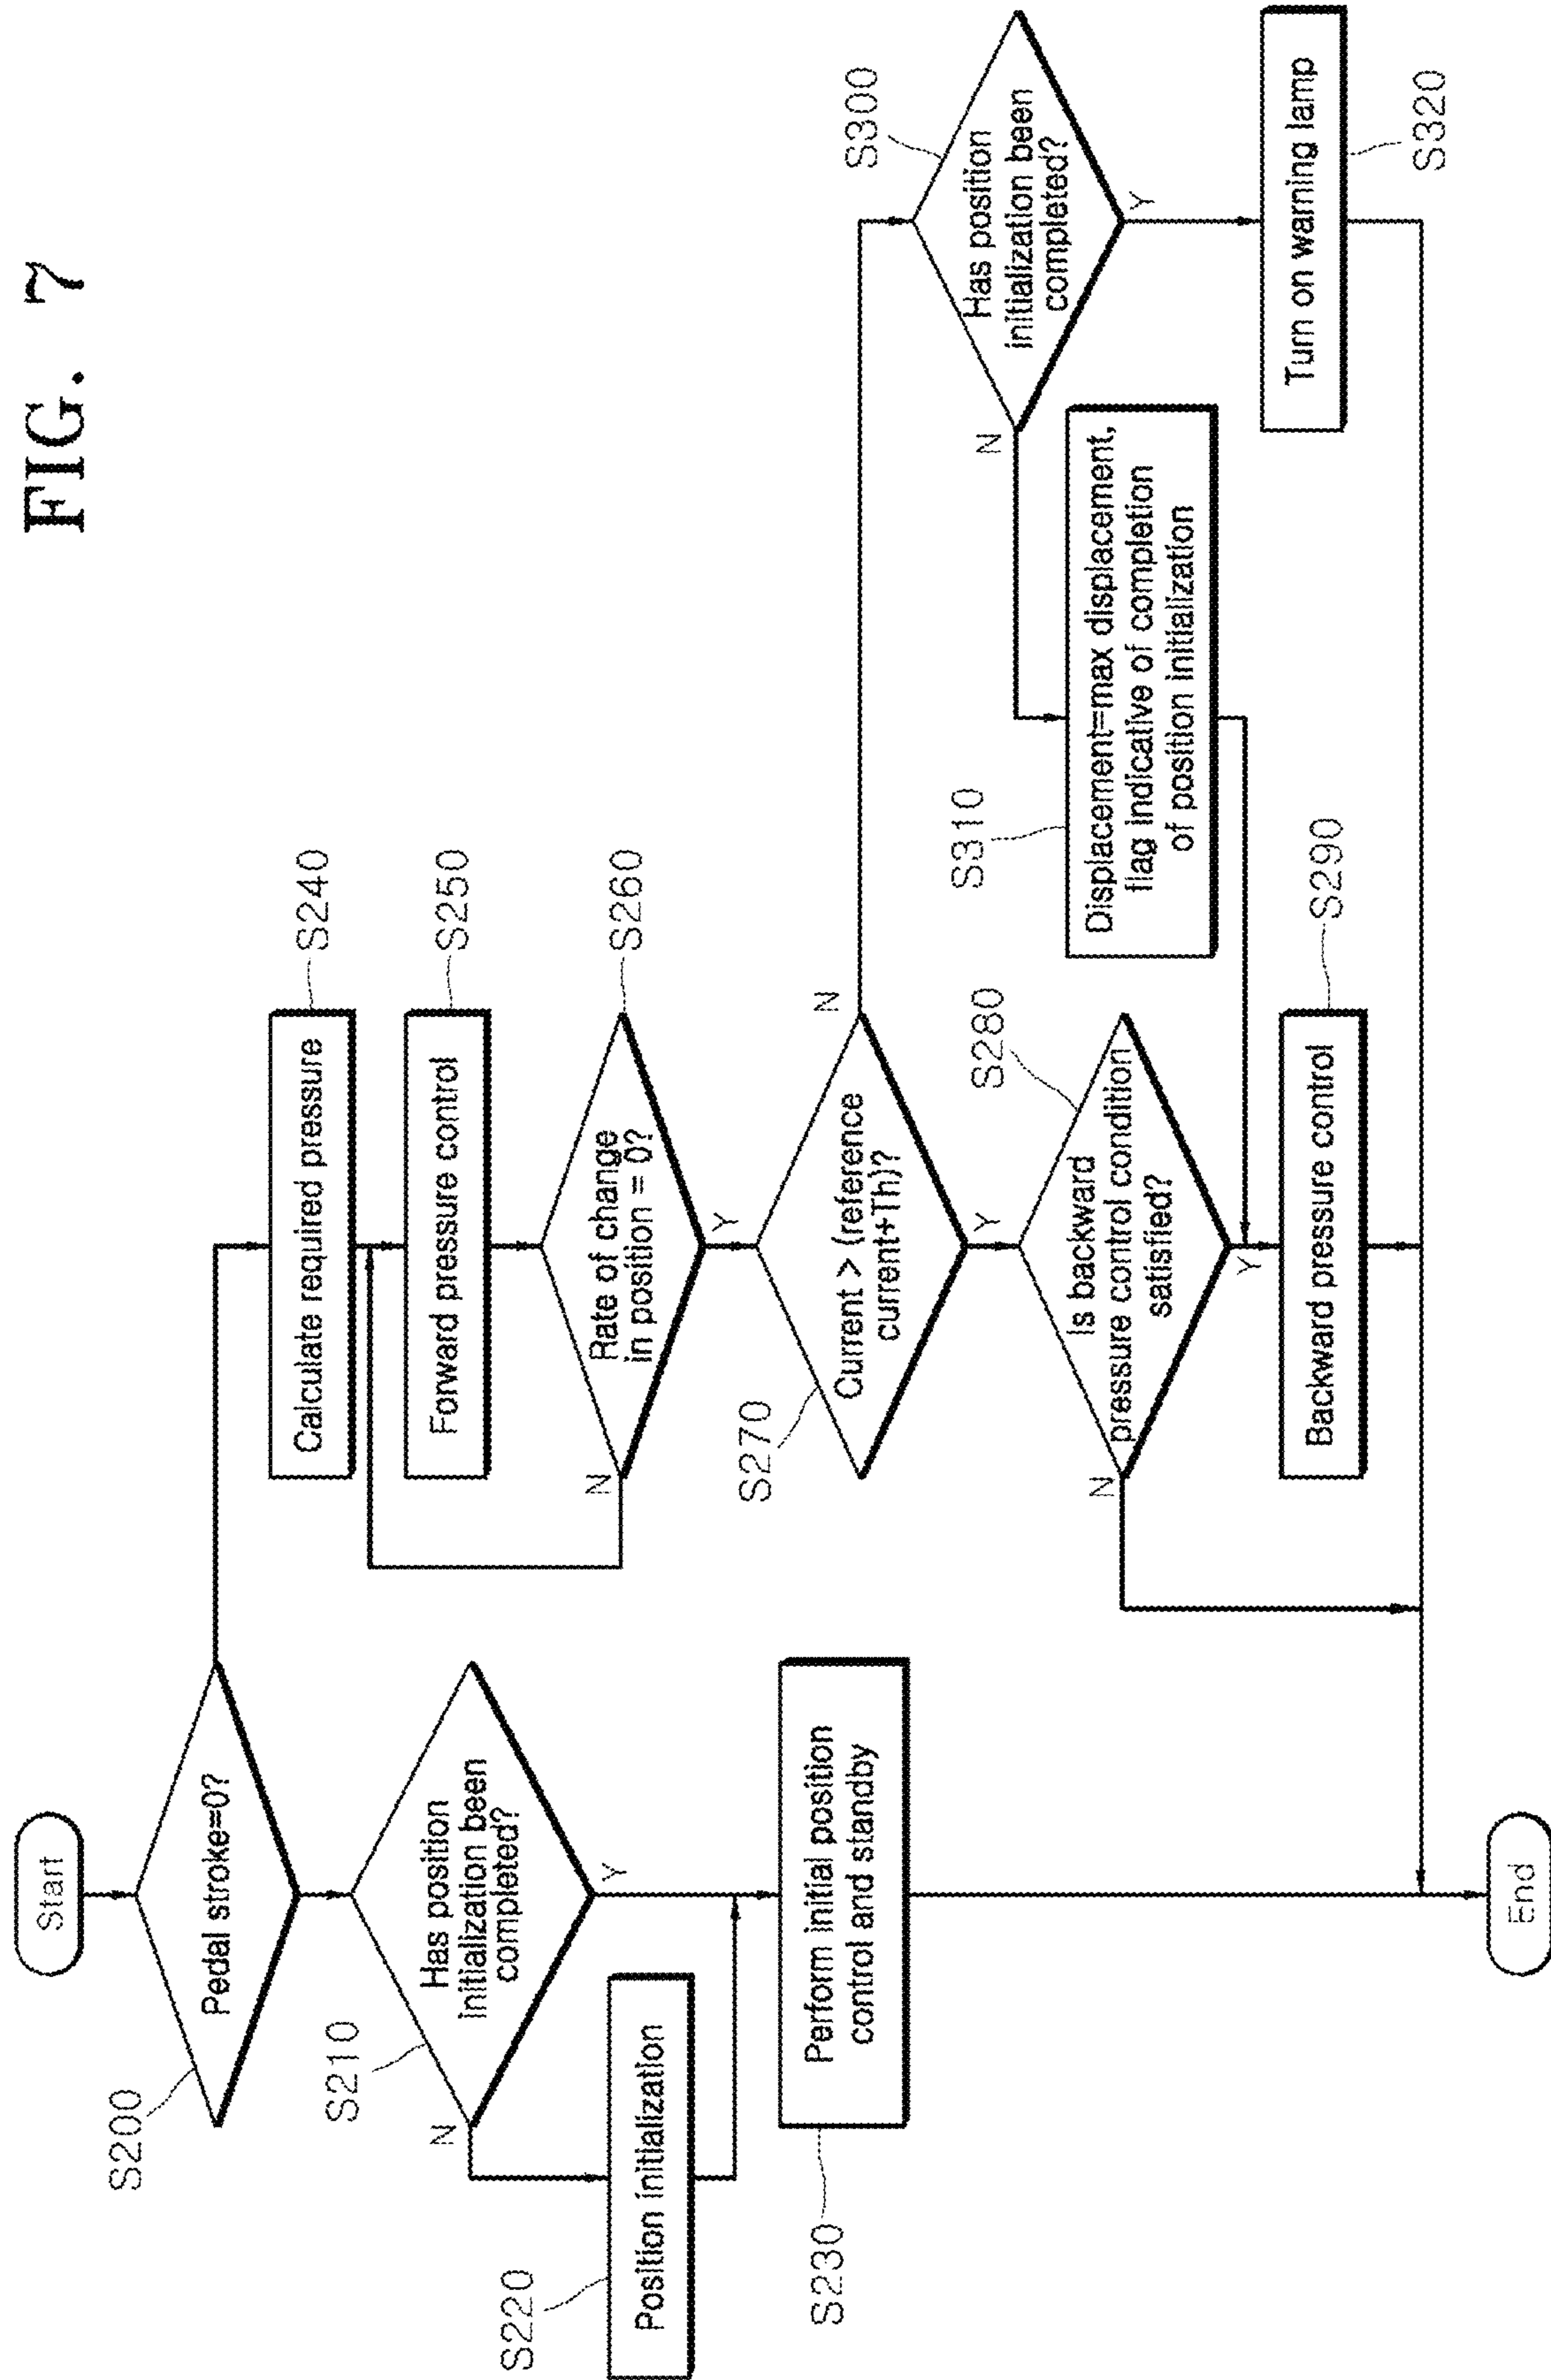 FIG. 7
Start
S200
Pedal stroke=0?
S210
Has position
initialization been
completed?
N
Y
S220
Position initialization
S230
Perform initial position
control and standby
Calculate required pressure
S240
Forward pressure control
S250
Rate of change
in position = 0?
S260
N
Y
S270
Current > (reference
current+Th)?
N
Y
S280
Is backward
pressure control condition
satisfied?
N
Y
Backward pressure control
S290
S300
Has position
initialization been
completed?
N
Y
S310
Displacement=max displacement,
flag indicative of completion
of position initialization
Turn on warning lamp
S320
End